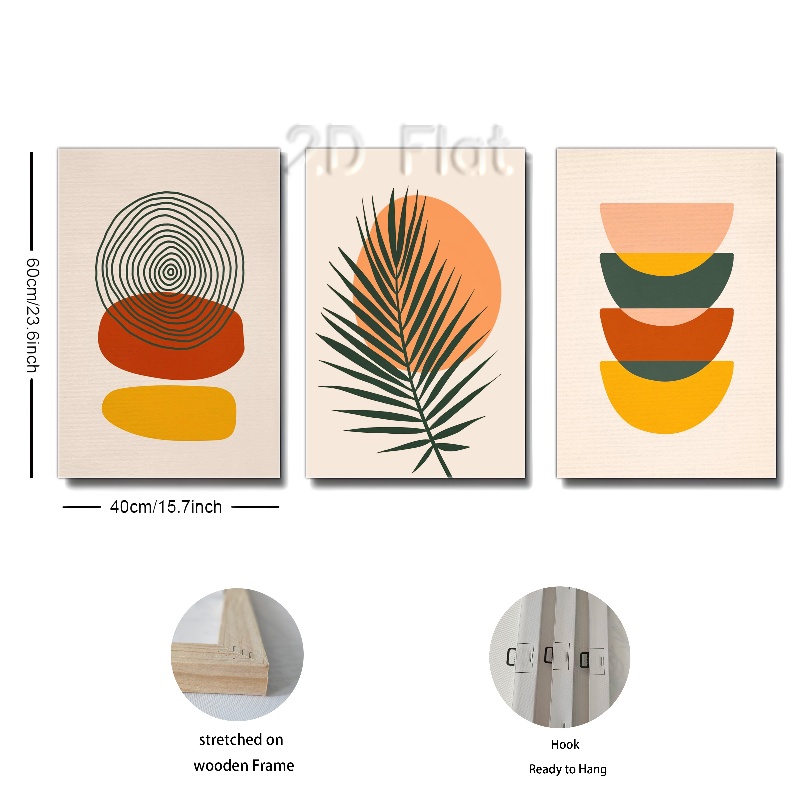 2D Flat
60cm/23.6inch
40cm/15.7inch
stretched on
wooden Frame
Hook
Ready to Hang